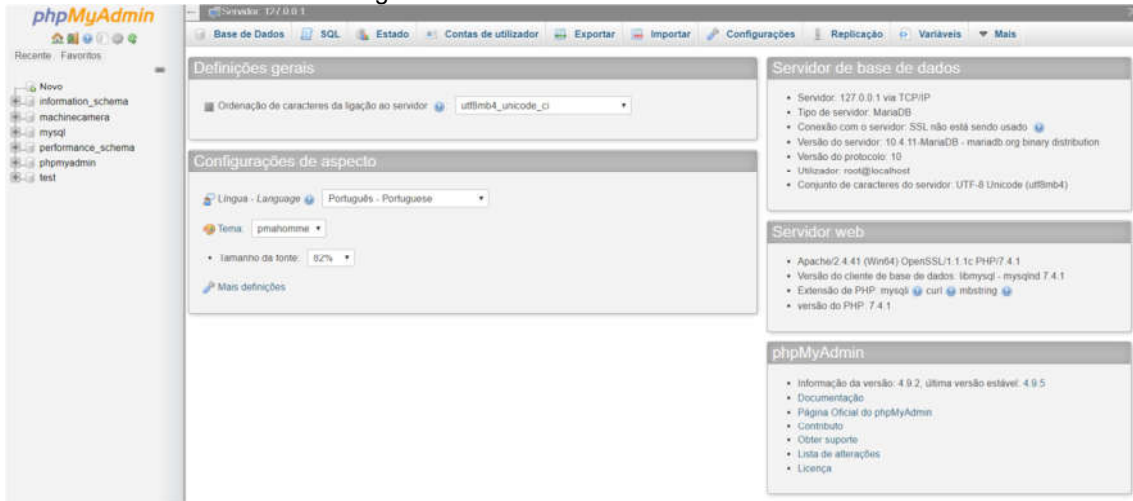 phpMyAdmin
Recente Favoritos
Novo
information_schema
machinecamera
mysql
performance_schema
phpmyadmin
test
Servidor: 127.0.0.1
Base de Dados SQL Estado Contas de utilizador Exportar Importar Configurações Replicação Variáveis Mais
Definições gerais
Ordenação de caracteres da ligação ao servidor utf8mb4_unicode_ci
Configurações de aspecto
Língua - Language Português - Portuguese
Tema: pmahomme
Tamanho da fonte: 82%
Mais definições
Servidor de base de dados
Servidor: 127.0.0.1 via TCP/IP
Tipo de servidor: MariaDB
Conexão com o servidor: SSL não está sendo usado
Versão do servidor: 10.4.11-MariaDB - mariadb.org binary distribution
Versão do protocolo: 10
Utilizador: root@localhost
Conjunto de caracteres do servidor: UTF-8 Unicode (utf8mb4)
Servidor web
Apache/2.4.41 (Win64) OpenSSL/1.1.1c PHP/7.4.1
Versão do cliente de base de dados: libmysql - mysqlnd 7.4.1
Extensão de PHP: mysqli curl mbstring
versão do PHP: 7.4.1
phpMyAdmin
Informação da versão: 4.9.2, última versão estável: 4.9.5
Documentação
Página Oficial do phpMyAdmin
Contributo
Obter suporte
Lista de alterações
Licença